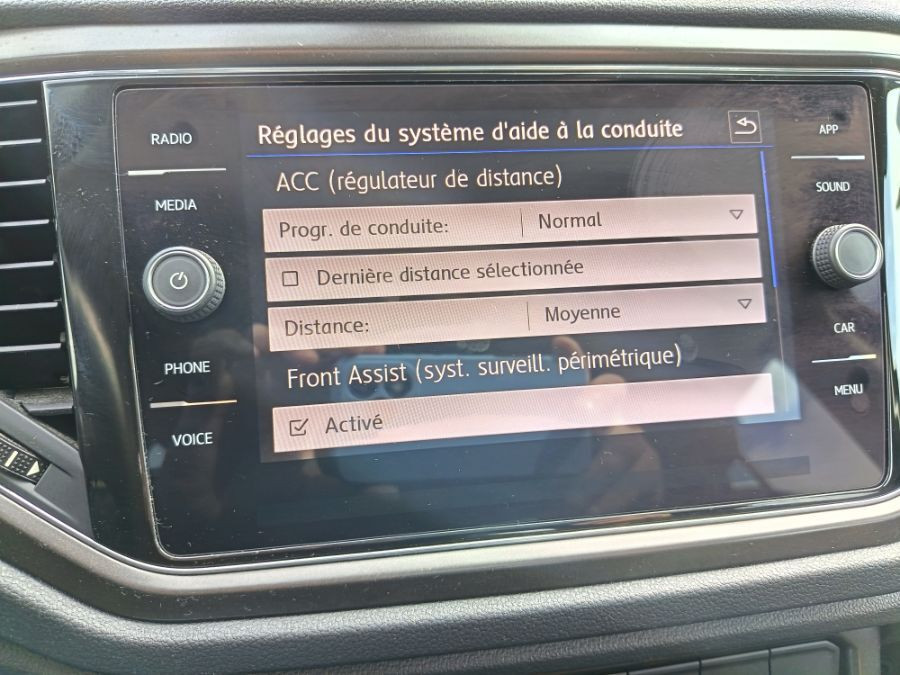 Réglages du système d'aide à la conduite
ACC (régulateur de distance)
Progr. de conduite: Normal
Dernière distance sélectionnée
Distance: Moyenne
Front Assist (syst. surveill. périmétrique)
Activé
RADIO
MEDIA
PHONE
VOICE
APP
SOUND
CAR
MENU